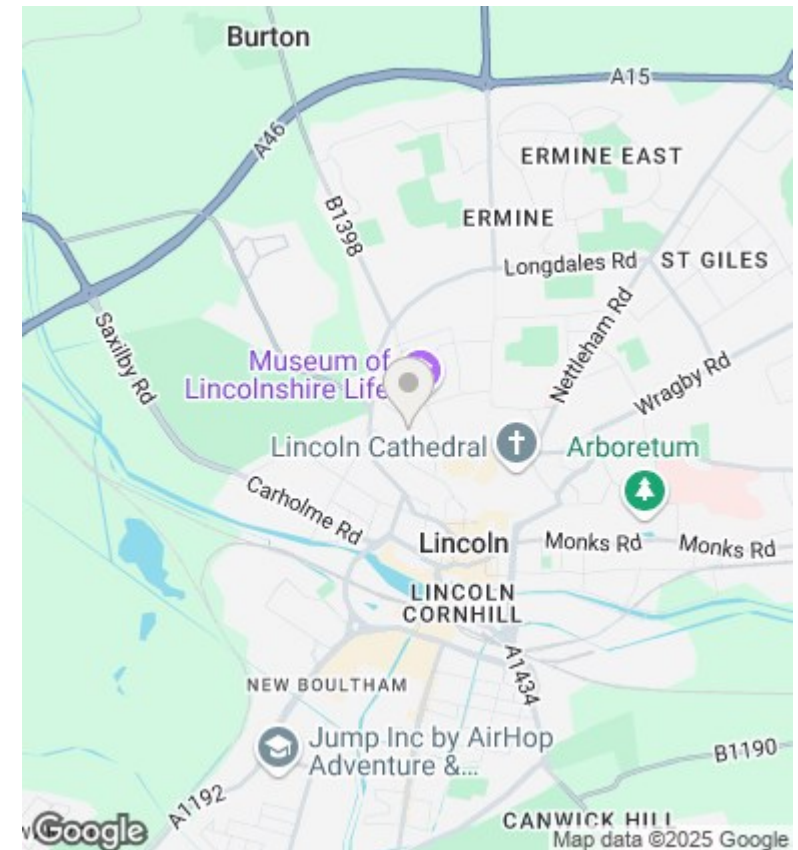 Burton
A15
A46
ERMINE EAST
B1398
ERMINE
Longdales Rd
ST GILES
Saxilby Rd
Nettleham Rd
Museum of
Lincolnshire Life
Wragby Rd
Lincoln Cathedral
Arboretum
Carholme Rd
Lincoln
Monks Rd
Monks Rd
LINCOLN
CORNHILL
A1434
NEW BOULTHAM
Jump Inc by AirHop
Adventure &...
B1190
A1192
CANWICK HILL
Google
Map data ©2025 Google